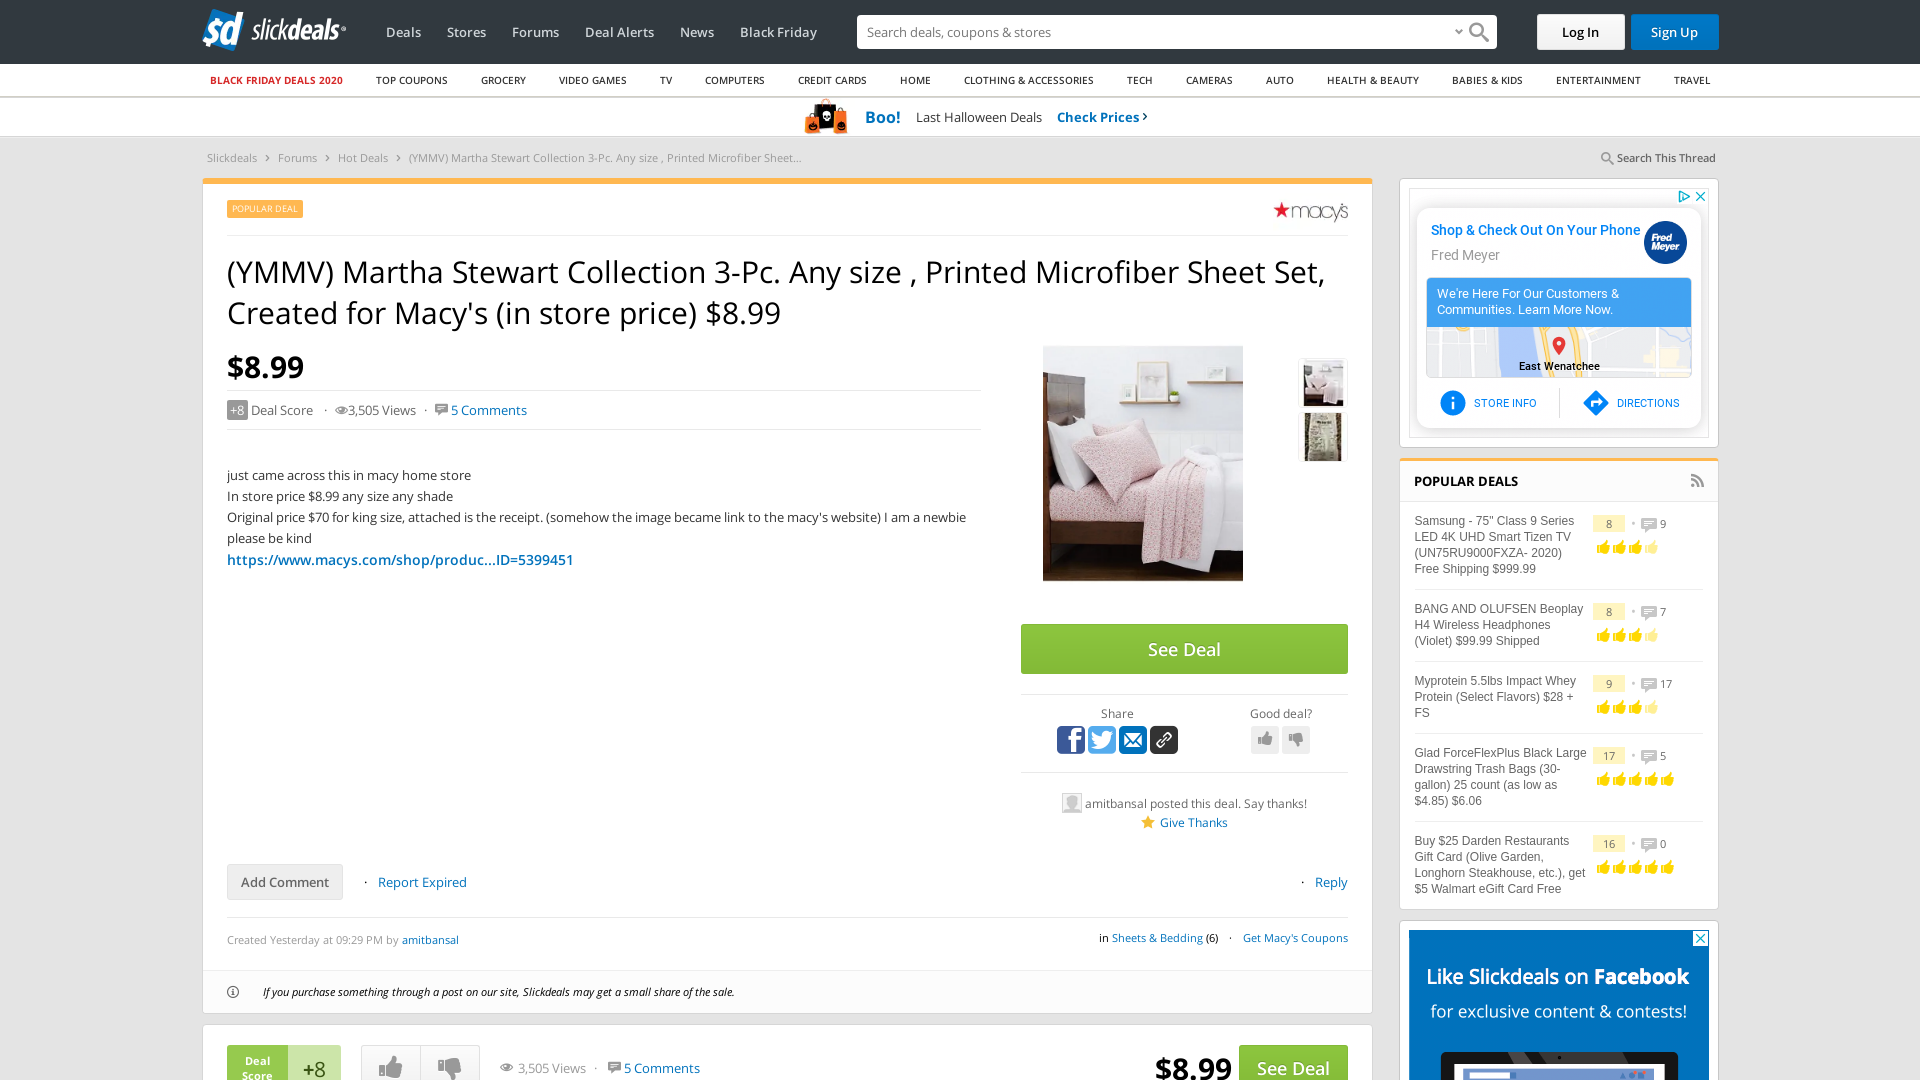 sd slickdeals
Deals
Stores
Forums
Deal Alerts
News
Black Friday
Search deals, coupons & stores
Log In
Sign Up
BLACK FRIDAY DEALS 2020
TOP COUPONS
GROCERY
VIDEO GAMES
TV
COMPUTERS
CREDIT CARDS
HOME
CLOTHING & ACCESSORIES
TECH
CAMERAS
AUTO
HEALTH & BEAUTY
BABIES & KIDS
ENTERTAINMENT
TRAVEL
Boo! Last Halloween Deals Check Prices ›
Slickdeals › Forums › Hot Deals › (YMMV) Martha Stewart Collection 3-Pc. Any size , Printed Microfiber Sheet...
Search This Thread
POPULAR DEAL
★macy's
(YMMV) Martha Stewart Collection 3-Pc. Any size , Printed Microfiber Sheet Set,
Created for Macy's (in store price) $8.99
$8.99
+8 Deal Score · 3,505 Views · 5 Comments
just came across this in macy home store
In store price $8.99 any size any shade
Original price $70 for king size, attached is the receipt. (somehow the image became link to the macy's website) I am a newbie
please be kind
https://www.macys.com/shop/produc...ID=5399451
See Deal
Share
Good deal?
amitbansal posted this deal. Say thanks!
Give Thanks
Add Comment
· Report Expired
· Reply
Created Yesterday at 09:29 PM by amitbansal
in Sheets & Bedding (6) · Get Macy's Coupons
If you purchase something through a post on our site, Slickdeals may get a small share of the sale.
Deal
Score
+8
3,505 Views · 5 Comments
$8.99
See Deal
Shop & Check Out On Your Phone
Fred Meyer
Fred
Meyer
We're Here For Our Customers &
Communities. Learn More Now.
East Wenatchee
STORE INFO
DIRECTIONS
POPULAR DEALS
Samsung - 75" Class 9 Series
LED 4K UHD Smart Tizen TV
(UN75RU9000FXZA- 2020)
Free Shipping $999.99
8 • 9
BANG AND OLUFSEN Beoplay
H4 Wireless Headphones
(Violet) $99.99 Shipped
8 • 7
Myprotein 5.5lbs Impact Whey
Protein (Select Flavors) $28 +
FS
9 • 17
Glad ForceFlexPlus Black Large
Drawstring Trash Bags (30-
gallon) 25 count (as low as
$4.85) $6.06
17 • 5
Buy $25 Darden Restaurants
Gift Card (Olive Garden,
Longhorn Steakhouse, etc.), get
$5 Walmart eGift Card Free
16 • 0
Like Slickdeals on Facebook
for exclusive content & contests!